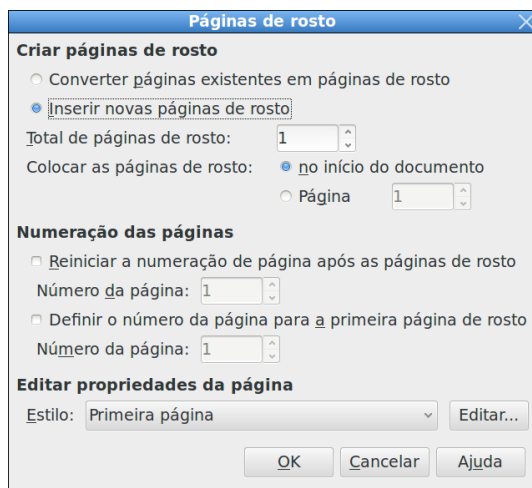 Páginas de rosto
Criar páginas de rosto
Converter páginas existentes em páginas de rosto
Inserir novas páginas de rosto
Total de páginas de rosto: 1
Colocar as páginas de rosto: no início do documento
Página 1
Numeração das páginas
Reiniciar a numeração de página após as páginas de rosto
Número da página: 1
Definir o número da página para a primeira página de rosto
Número da página: 1
Editar propriedades da página
Estilo: Primeira página Editar...
OK Cancelar Ajuda